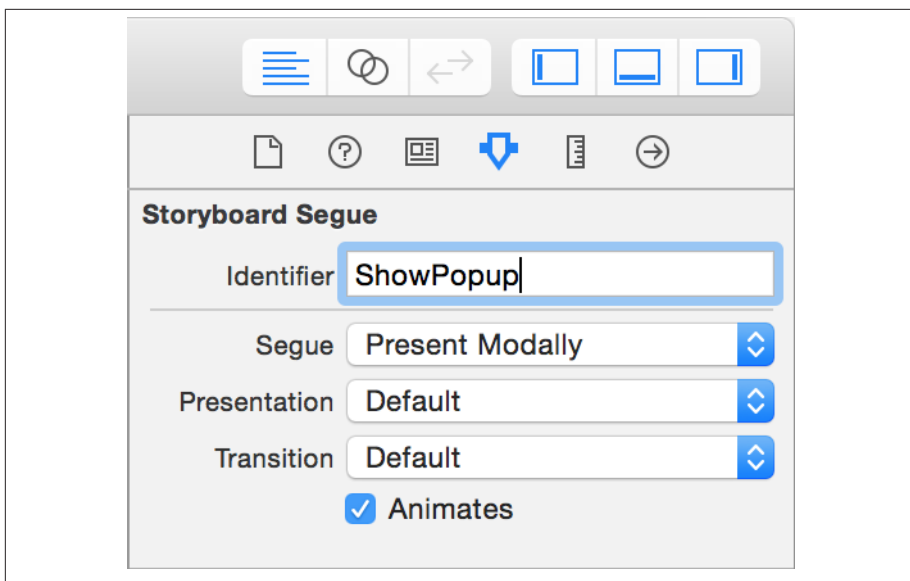 Storyboard Segue
Identifier ShowPopup
Segue Present Modally
Presentation Default
Transition Default
Animates